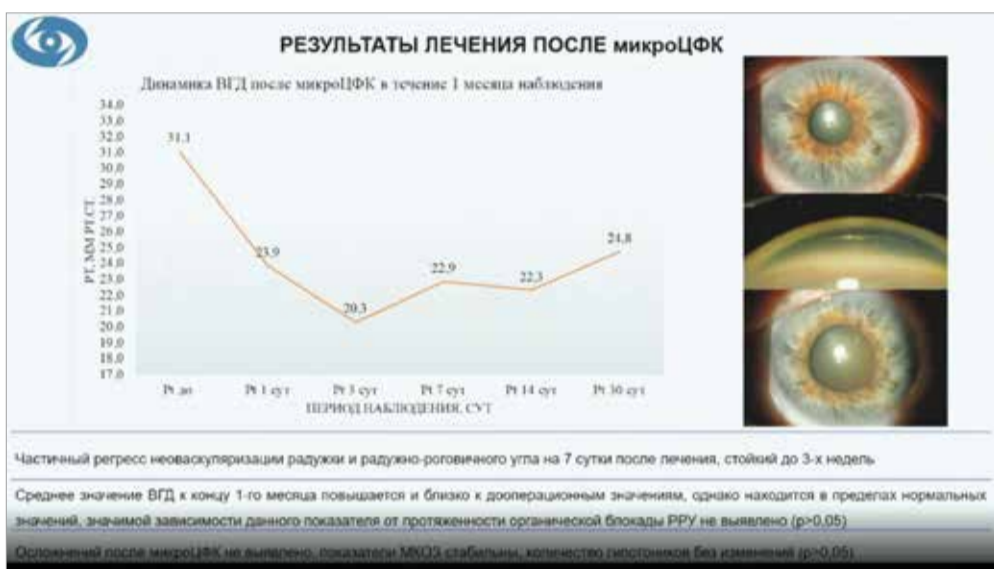 РЕЗУЛЬТАТЫ ЛЕЧЕНИЯ ПОСЛЕ микроЦФК
Динамика ВГД после микроЦФК в течение 1 месяца наблюдения
34,0
33,0
32,0
31,0
30,0
29,0
28,0
27,0
26,0
25,0
24,0
23,0
22,0
21,0
20,0
19,0
18,0
17,0
РТ, ММ РТ.СТ.
31,1
23,9
20,3
22,9
22,3
24,8
Pt до
Pt 1 сут
Pt 3 сут
Pt 7 сут
Pt 14 сут
Pt 30 сут
ПЕРИОД НАБЛЮДЕНИЯ, СУТ
Частичный регресс неоваскуляризации радужки и радужно-роговичного угла на 7 сутки после лечения, стойкий до 3-х недель
Среднее значение ВГД к концу 1-го месяца повышается и близко к дооперационным значениям, однако находится в пределах нормальных
значений, значимой зависимости данного показателя от протяженности органической блокады РРУ не выявлено (p>0,05)
Осложнений после микроЦФК не выявлено, показатели МКОЗ стабильны, количество гипотоников без изменений (p>0,05)